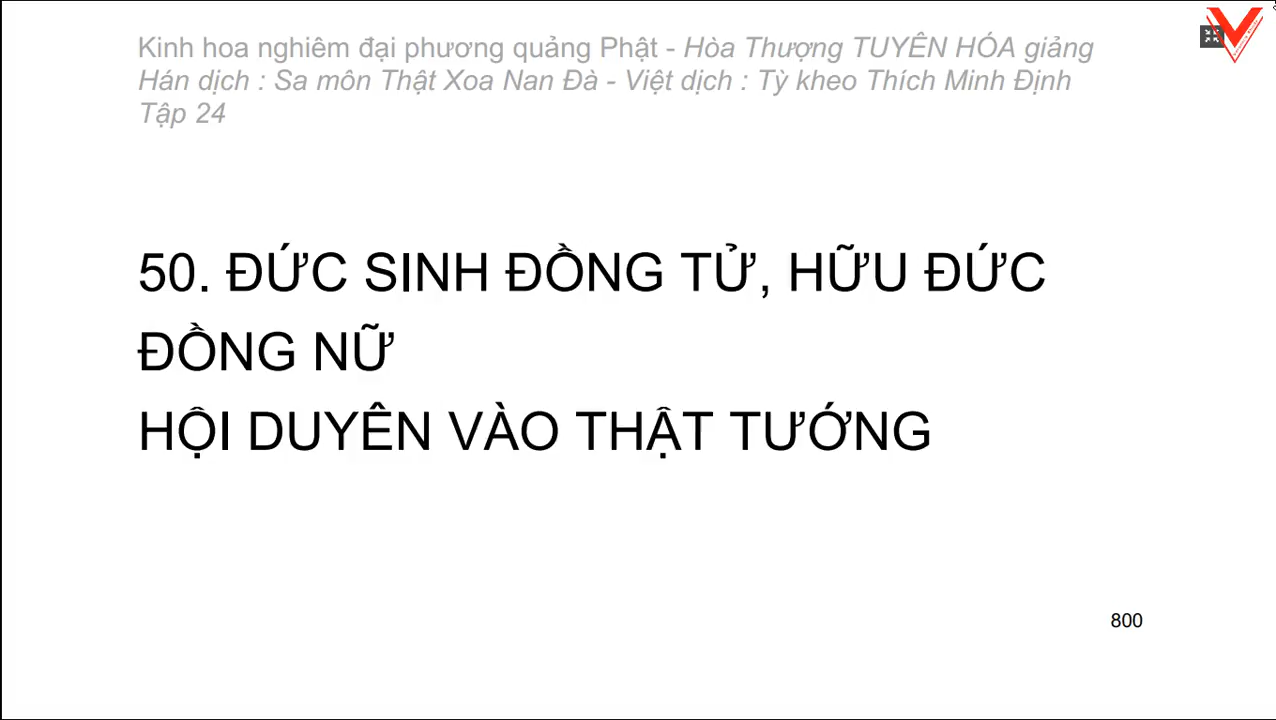 Kinh hoa nghiêm đại phương quảng Phật - Hòa Thượng TUYÊN HÓA giảng
Hán dịch : Sa môn Thật Xoa Nan Đà - Việt dịch : Tỳ kheo Thích Minh Định
Tập 24
50. ĐỨC SINH ĐỒNG TỬ, HỮU ĐỨC
ĐỒNG NỮ
HỘI DUYÊN VÀO THẬT TƯỚNG
800